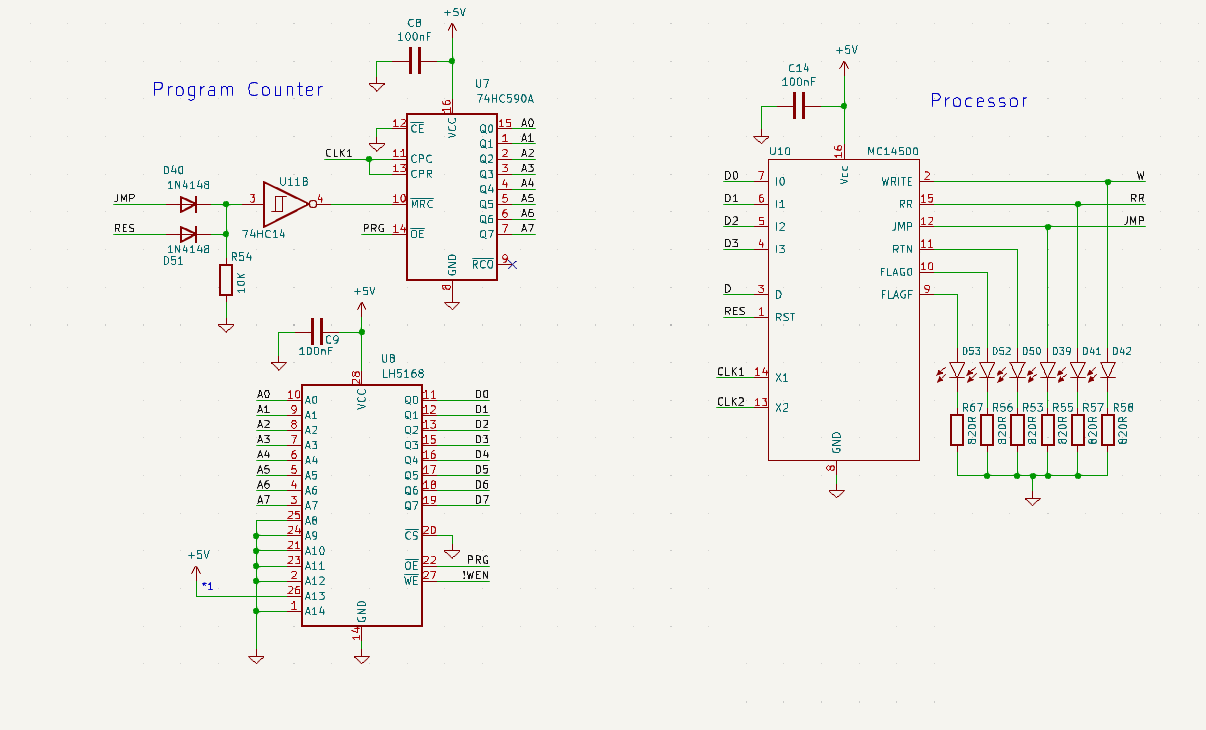 Program Counter
C8
100nF
+5V
U7
74HC590A
16
VCC
12 CE
CLK1
11 CPC
13 CPR
10 MRC
PRG 14 OE
Q0 15 A0
Q1 1 A1
Q2 2 A2
Q3 3 A3
Q4 4 A4
Q5 5 A5
Q6 6 A6
Q7 7 A7
RCO 9
GND
8
D40
1N4148
JMP
RES
1N4148
D51
3 U11B 4
74HC14
R54
10K
+5V
C9
100nF
U8
LH5168
28
VCC
A0 10 A0
A1 9 A1
A2 8 A2
A3 7 A3
A4 6 A4
A5 5 A5
A6 4 A6
A7 3 A7
25 A8
24 A9
21 A10
23 A11
2 A12
26 A13
1 A14
+5V
*1
Q0 11 D0
Q1 12 D1
Q2 13 D2
Q3 15 D3
Q4 16 D4
Q5 17 D5
Q6 18 D6
Q7 19 D7
CS 20
OE 22 PRG
WE 27 !WEN
GND
14
Processor
+5V
C14
100nF
U10
MC14500
16
Vcc
D0 7 I0
D1 6 I1
D2 5 I2
D3 4 I3
D 3 D
RES 1 RST
CLK1 14 X1
CLK2 13 X2
WRITE 2 W
RR 15 RR
JMP 12 JMP
RTN 11
FLAG0 10
FLAGF 9
GND
8
D53 D52 D50 D39 D41 D42
R67 R56 R53 R55 R57 R58
820R 820R 820R 820R 820R 820R